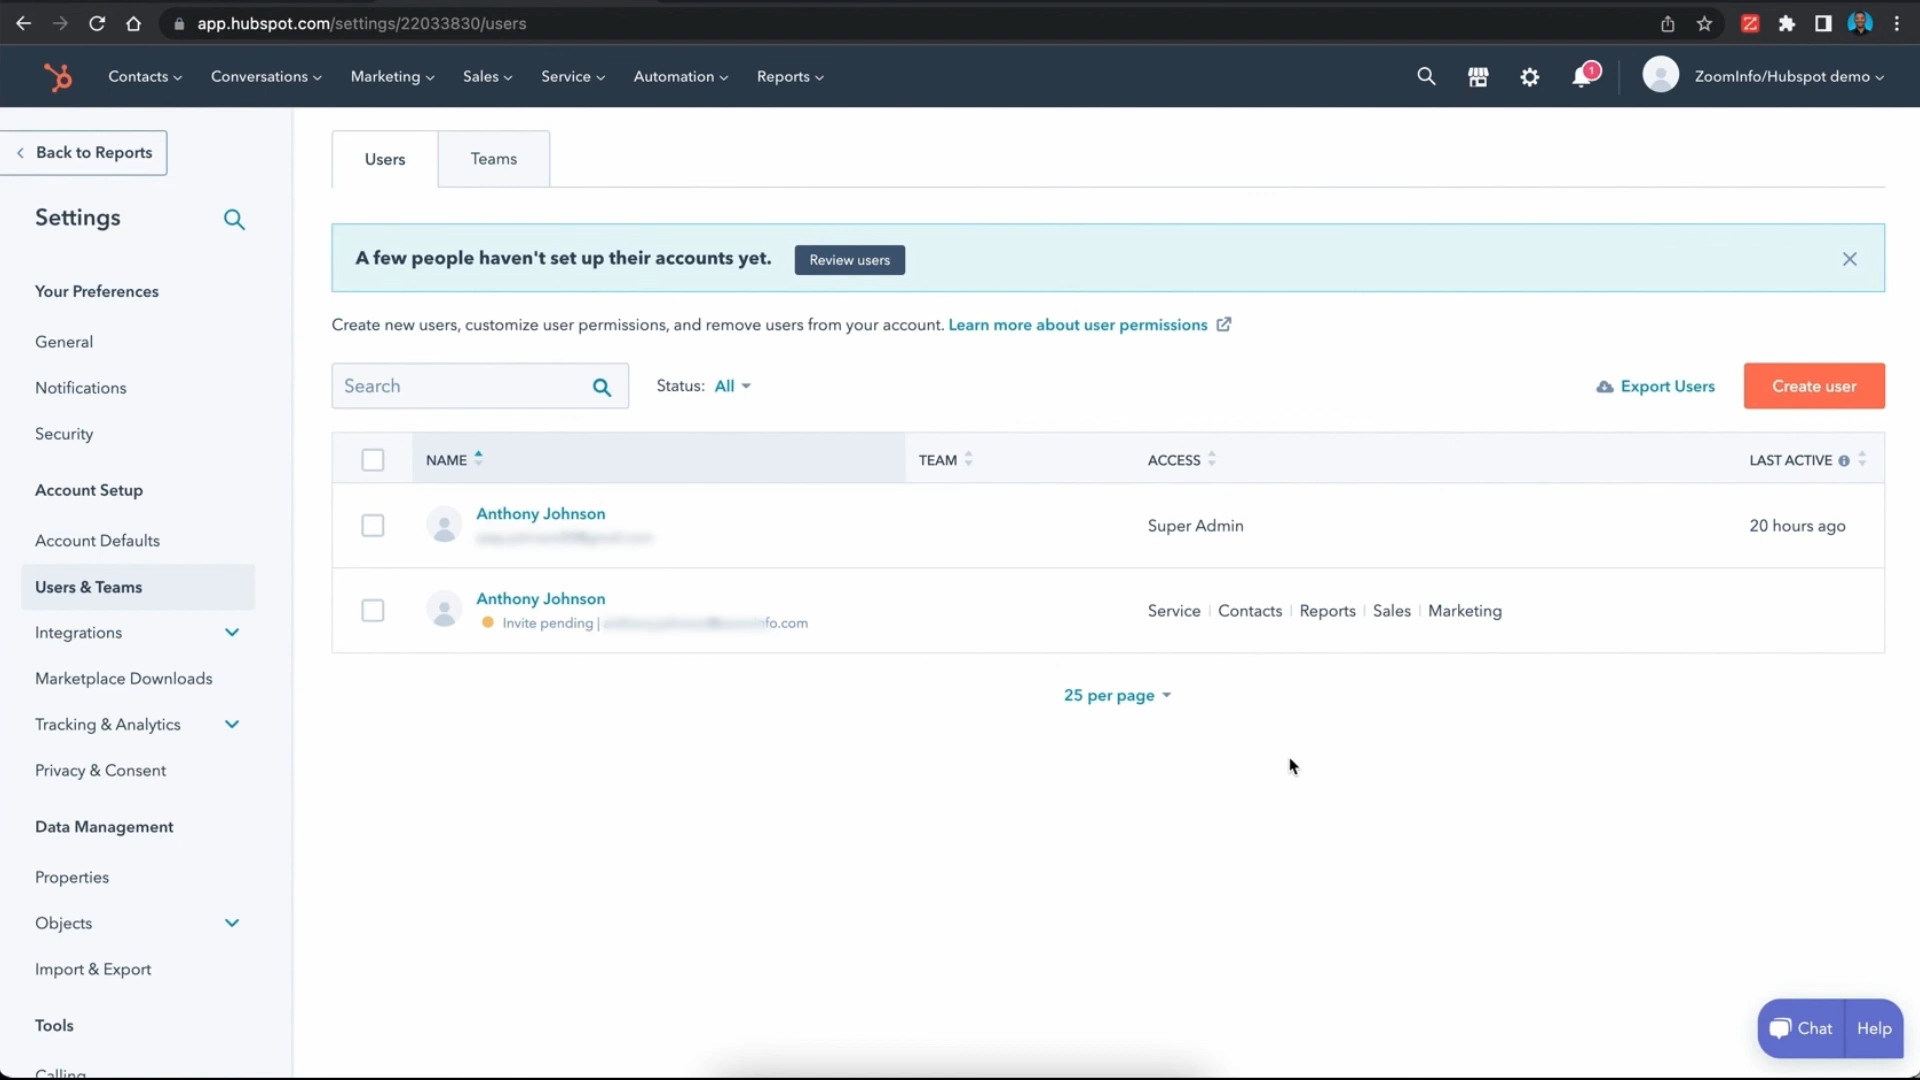 app.hubspot.com/settings/22033830/users
Contacts Conversations Marketing Sales Service Automation Reports
1
ZoomInfo/Hubspot demo
Back to Reports
Settings
Your Preferences
General
Notifications
Security
Account Setup
Account Defaults
Users & Teams
Integrations
Marketplace Downloads
Tracking & Analytics
Privacy & Consent
Data Management
Properties
Objects
Import & Export
Tools
Calling
Users Teams
A few people haven't set up their accounts yet. Review users
Create new users, customize user permissions, and remove users from your account. Learn more about user permissions
Search Status: All Export Users Create user
NAME TEAM ACCESS LAST ACTIVE
Anthony Johnson
Super Admin 20 hours ago
Anthony Johnson
Invite pending | fo.com
Service Contacts Reports Sales Marketing
25 per page
Chat Help